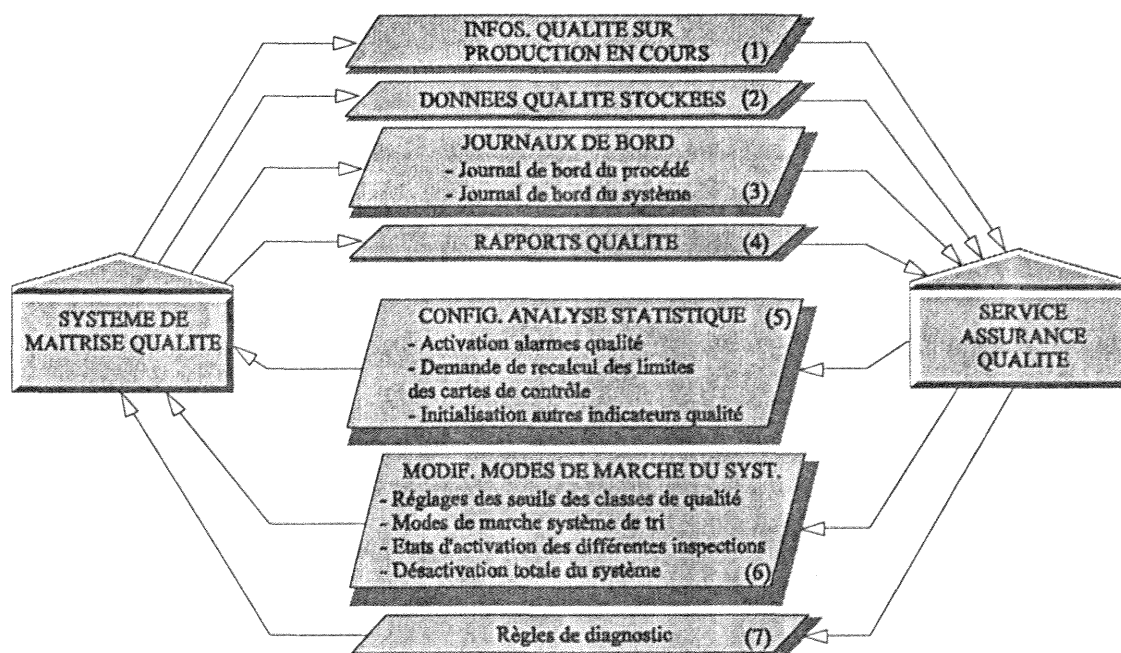 INFOS. QUALITE SUR
PRODUCTION EN COURS (1)
DONNEES QUALITE STOCKEES (2)
JOURNAUX DE BORD
- Journal de bord du procédé
- Journal de bord du système (3)
RAPPORTS QUALITE (4)
SYSTEME DE
MAITRISE QUALITE
SERVICE
ASSURANCE
QUALITE
CONFIG. ANALYSE STATISTIQUE (5)
- Activation alarmes qualité
- Demande de recalcul des limites
des cartes de contrôle
- Initialisation autres indicateurs qualité
MODIF. MODES DE MARCHE DU SYST.
- Réglages des seuils des classes de qualité
- Modes de marche système de tri
- Etats d'activation des différentes inspections
- Désactivation totale du système (6)
Règles de diagnostic (7)